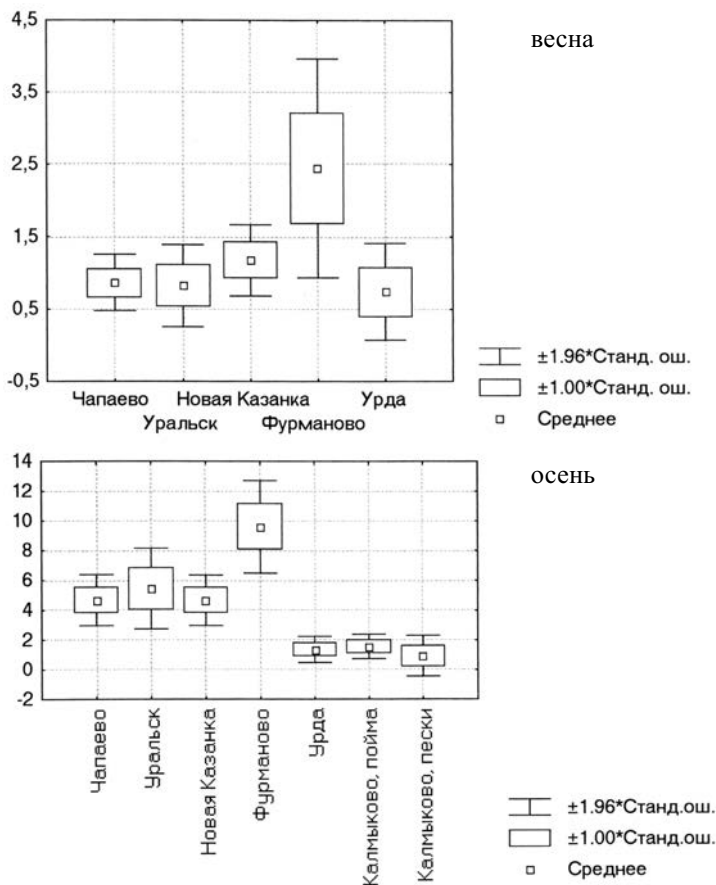 весна
4,5
3,5
2,5
1,5
0,5
-0,5
Чапаево Новая Казанка Урда
Уральск Фурманово
±1.96*Станд. ош.
±1.00*Станд. ош.
Среднее
осень
14
12
10
8
6
4
2
0
-2
Чапаево
Уральск
Новая Казанка
Фурманово
Урда
Калмыково, пойма
Калмыково, пески
±1.96*Станд.ош.
±1.00*Станд.ош.
Среднее